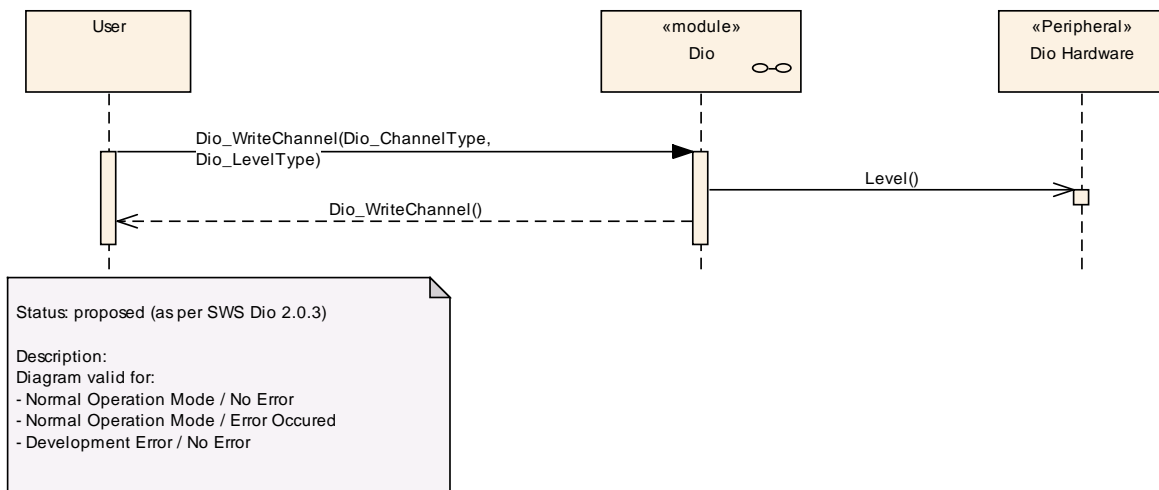 User
«module»
Dio
«Peripheral»
Dio Hardware
Dio_WriteChannel(Dio_ChannelType,
Dio_LevelType)
Level()
Dio_WriteChannel()
Status: proposed (as per SWS Dio 2.0.3)
Description:
Diagram valid for:
- Normal Operation Mode / No Error
- Normal Operation Mode / Error Occured
- Development Error / No Error